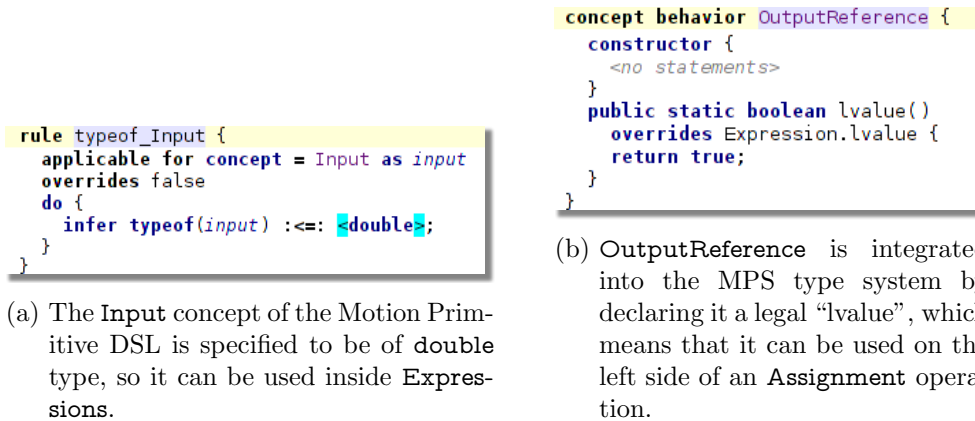 rule typeof_Input {
applicable for concept = Input as input
overrides false
do {
infer typeof(input) :<=: <double>;
}
}
(a) The Input concept of the Motion Prim-
itive DSL is specified to be of double
type, so it can be used inside Expres-
sions.
concept behavior OutputReference {
constructor {
<no statements>
}
public static boolean lvalue()
overrides Expression.lvalue {
return true;
}
}
(b) OutputReference is integrate
into the MPS type system b
declaring it a legal “lvalue”, which
means that it can be used on th
left side of an Assignment opera
tion.